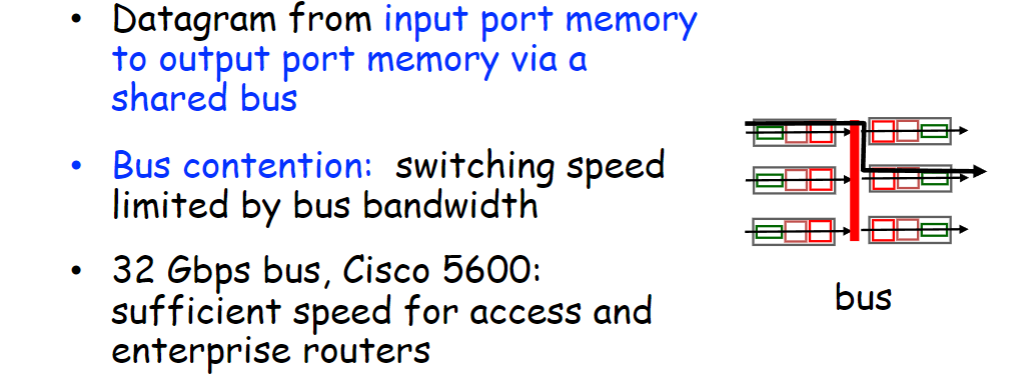 • Datagram from input port memory
to output port memory via a
shared bus
• Bus contention: switching speed
limited by bus bandwidth
• 32 Gbps bus, Cisco 5600:
sufficient speed for access and
enterprise routers
bus